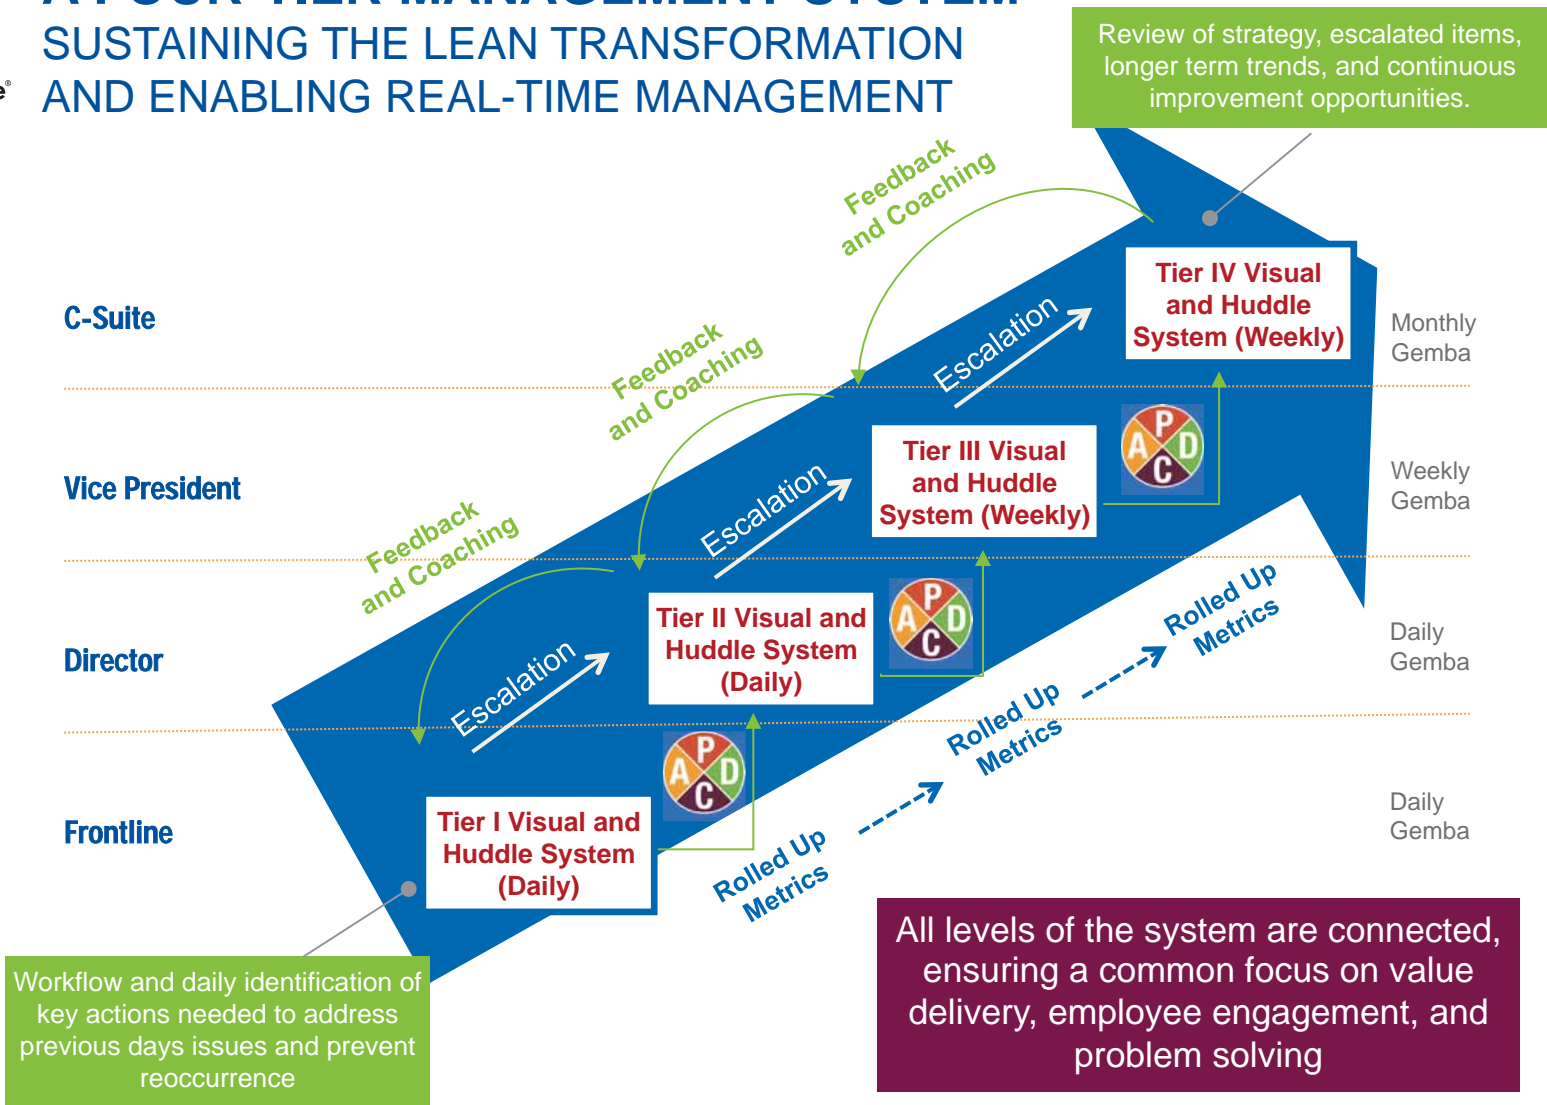 A FOUR-TIER MANAGEMENT SYSTEM
SUSTAINING THE LEAN TRANSFORMATION
AND ENABLING REAL-TIME MANAGEMENT
Review of strategy, escalated items,
longer term trends, and continuous
improvement opportunities.
Feedback
and Coaching
C-Suite
Escalation
Tier IV Visual
and Huddle
System (Weekly)
Monthly
Gemba
Feedback
and Coaching
Vice President
Escalation
Tier III Visual
and Huddle
System (Weekly)
P
A D
C
Weekly
Gemba
Feedback
and Coaching
Director
Escalation
Tier II Visual and
Huddle System
(Daily)
P
A D
C
Rolled Up
Metrics
Daily
Gemba
Frontline
Tier I Visual and
Huddle System
(Daily)
P
A D
C
Rolled Up
Metrics
Rolled Up
Metrics
Daily
Gemba
Workflow and daily identification of
key actions needed to address
previous days issues and prevent
reoccurrence
All levels of the system are connected,
ensuring a common focus on value
delivery, employee engagement, and
problem solving